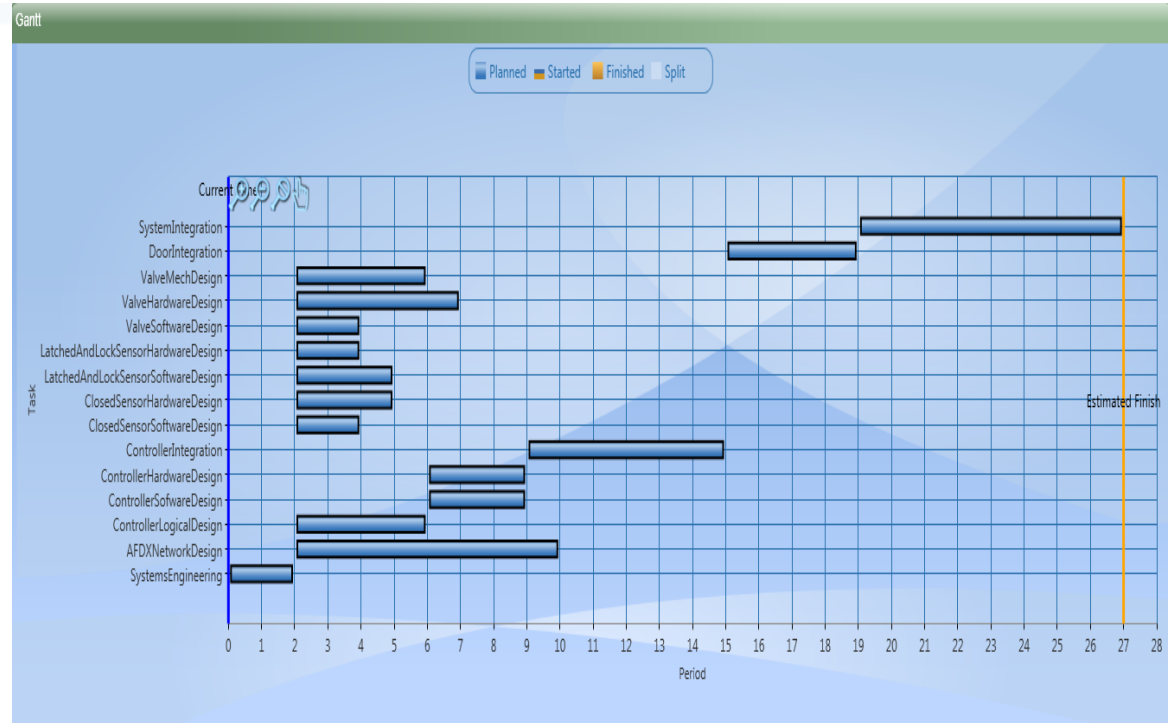 Gantt
Planned Started Finished Split
Current
SystemIntegration
DoorIntegration
ValveMechDesign
ValveHardwareDesign
ValveSoftwareDesign
LatchedAndLockSensorHardwareDesign
LatchedAndLockSensorSoftwareDesign
ClosedSensorHardwareDesign
Estimated Finish
ClosedSensorSoftwareDesign
ControllerIntegration
ControllerHardwareDesign
ControllerSofwareDesign
ControllerLogicalDesign
AFDXNetworkDesign
SystemsEngineering
Task
0 1 2 3 4 5 6 7 8 9 10 11 12 13 14 15 16 17 18 19 20 21 22 23 24 25 26 27 28
Period